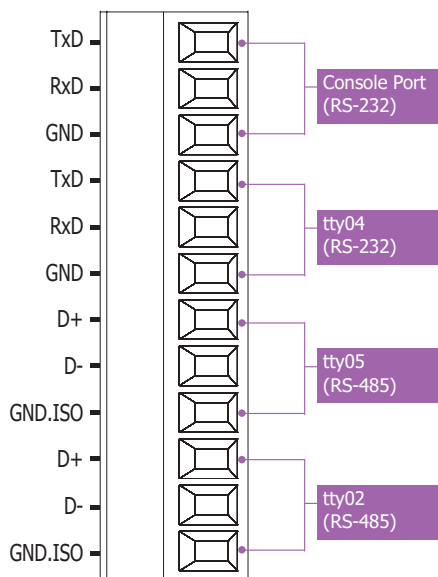 TxD
RxD
GND
TxD
RxD
GND
D+
D-
GND.ISO
D+
D-
GND.ISO
Console Port
(RS-232)
tty04
(RS-232)
tty05
(RS-485)
tty02
(RS-485)